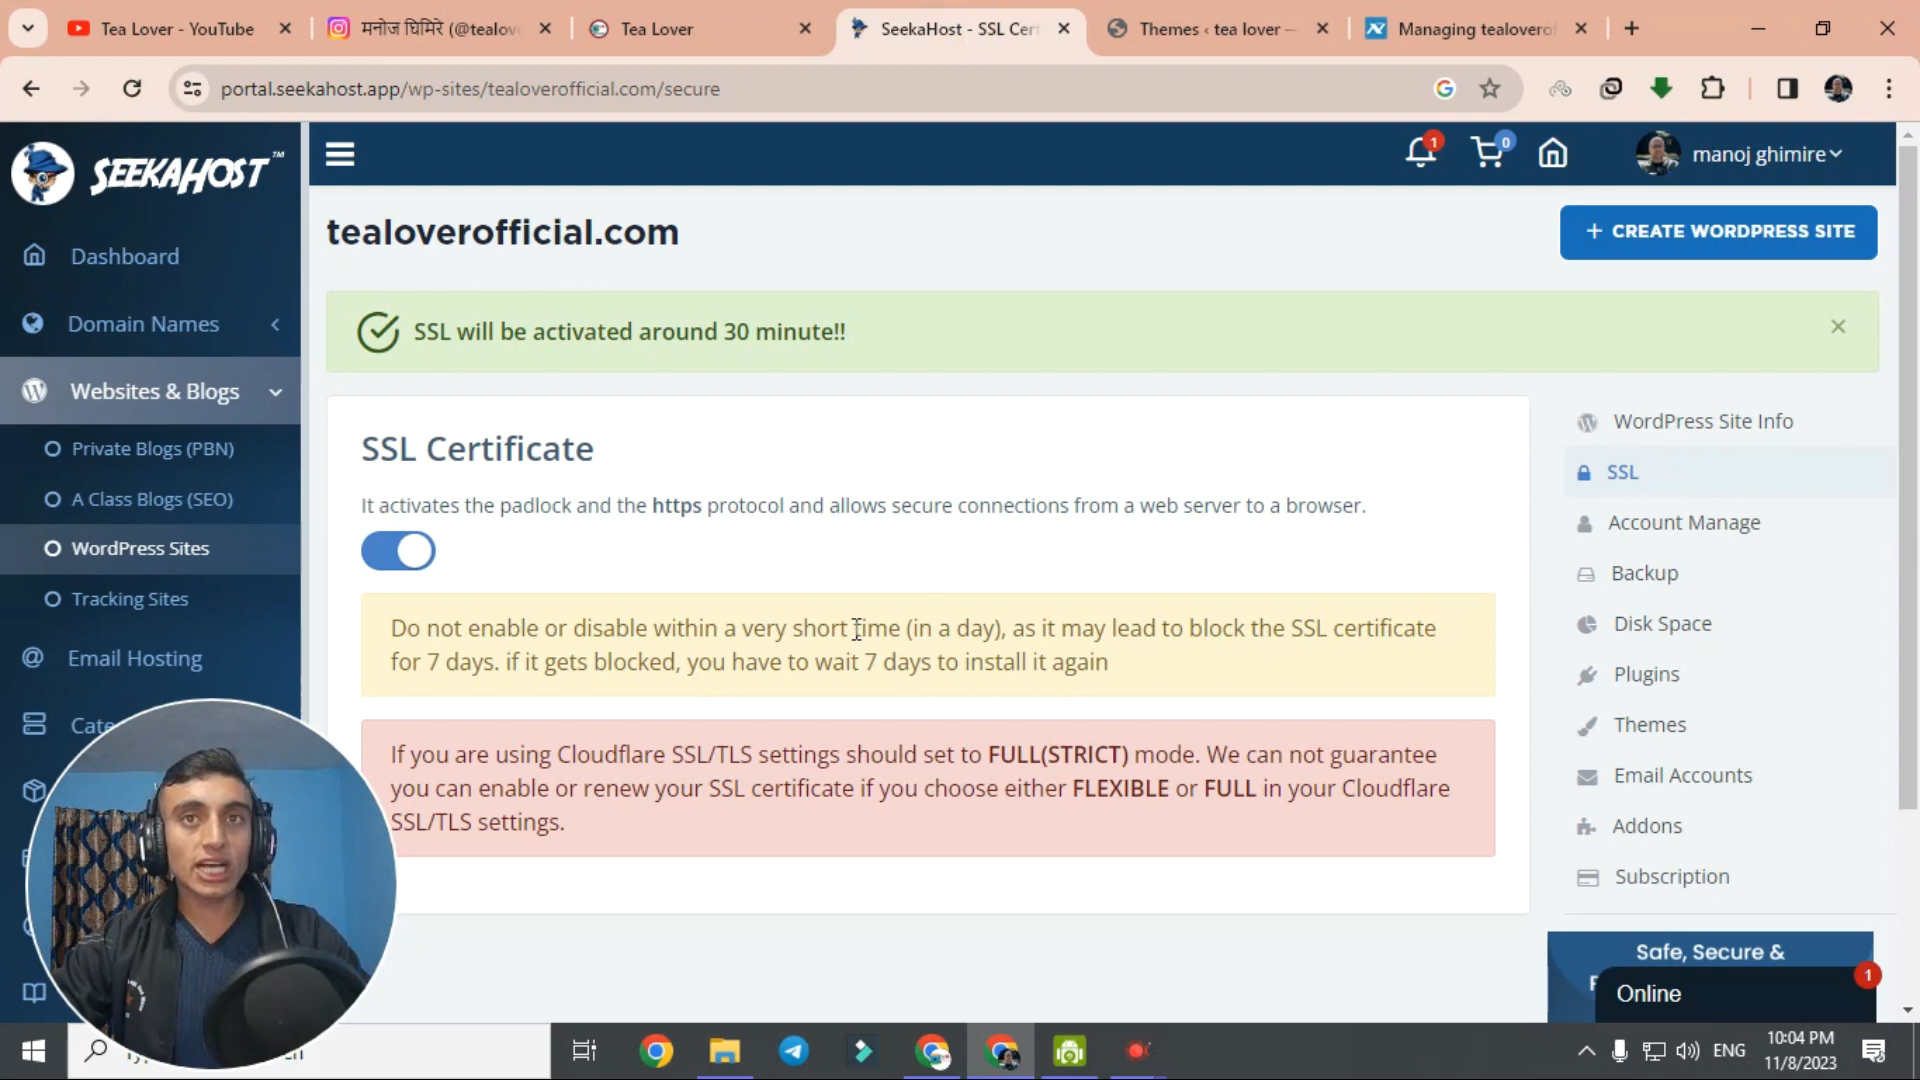 Tea Lover - YouTube
मनोज घिमिरे (@tealov
Tea Lover
SeekaHost - SSL Cer
Themes ‹ tea lover —
Managing tealoverof
portal.seekahost.app/wp-sites/tealoverofficial.com/secure
SEEKAHOST™
1
0
manoj ghimire
Dashboard
Domain Names
Websites & Blogs
Private Blogs (PBN)
A Class Blogs (SEO)
WordPress Sites
Tracking Sites
Email Hosting
Cate
tealoverofficial.com
+ CREATE WORDPRESS SITE
SSL will be activated around 30 minute!!
SSL Certificate
It activates the padlock and the https protocol and allows secure connections from a web server to a browser.
Do not enable or disable within a very short time (in a day), as it may lead to block the SSL certificate
for 7 days. if it gets blocked, you have to wait 7 days to install it again
If you are using Cloudflare SSL/TLS settings should set to FULL(STRICT) mode. We can not guarantee
you can enable or renew your SSL certificate if you choose either FLEXIBLE or FULL in your Cloudflare
SSL/TLS settings.
WordPress Site Info
SSL
Account Manage
Backup
Disk Space
Plugins
Themes
Email Accounts
Addons
Subscription
Safe, Secure &
Online
1
ENG
10:04 PM
11/8/2023